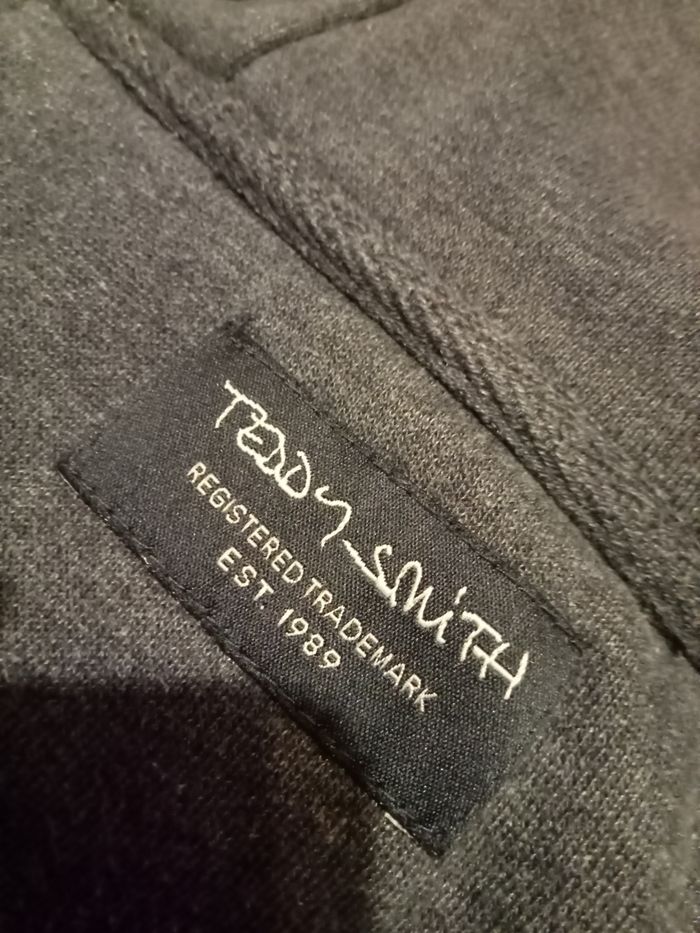 TEDDY SMiTH
REGISTERED TRADEMARK
EST. 1989